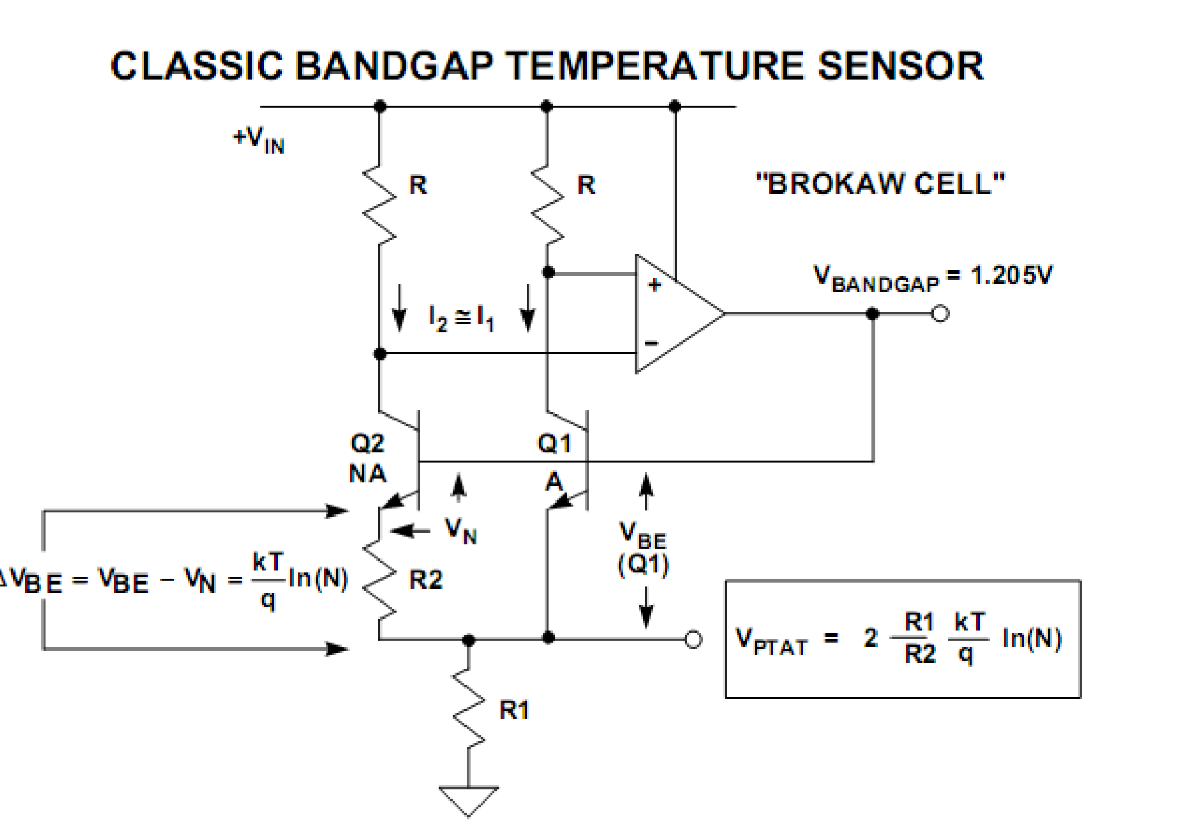 CLASSIC BANDGAP TEMPERATURE SENSOR
+VIN
R
R
"BROKAW CELL"
+
VBANDGAP = 1.205V
I2 ≅ I1
−
Q2
NA
Q1
A
VN
VBE
(Q1)
ΔVBE = VBE − VN = kT/q ln(N)
R2
VPTAT = 2 R1/R2 kT/q ln(N)
R1